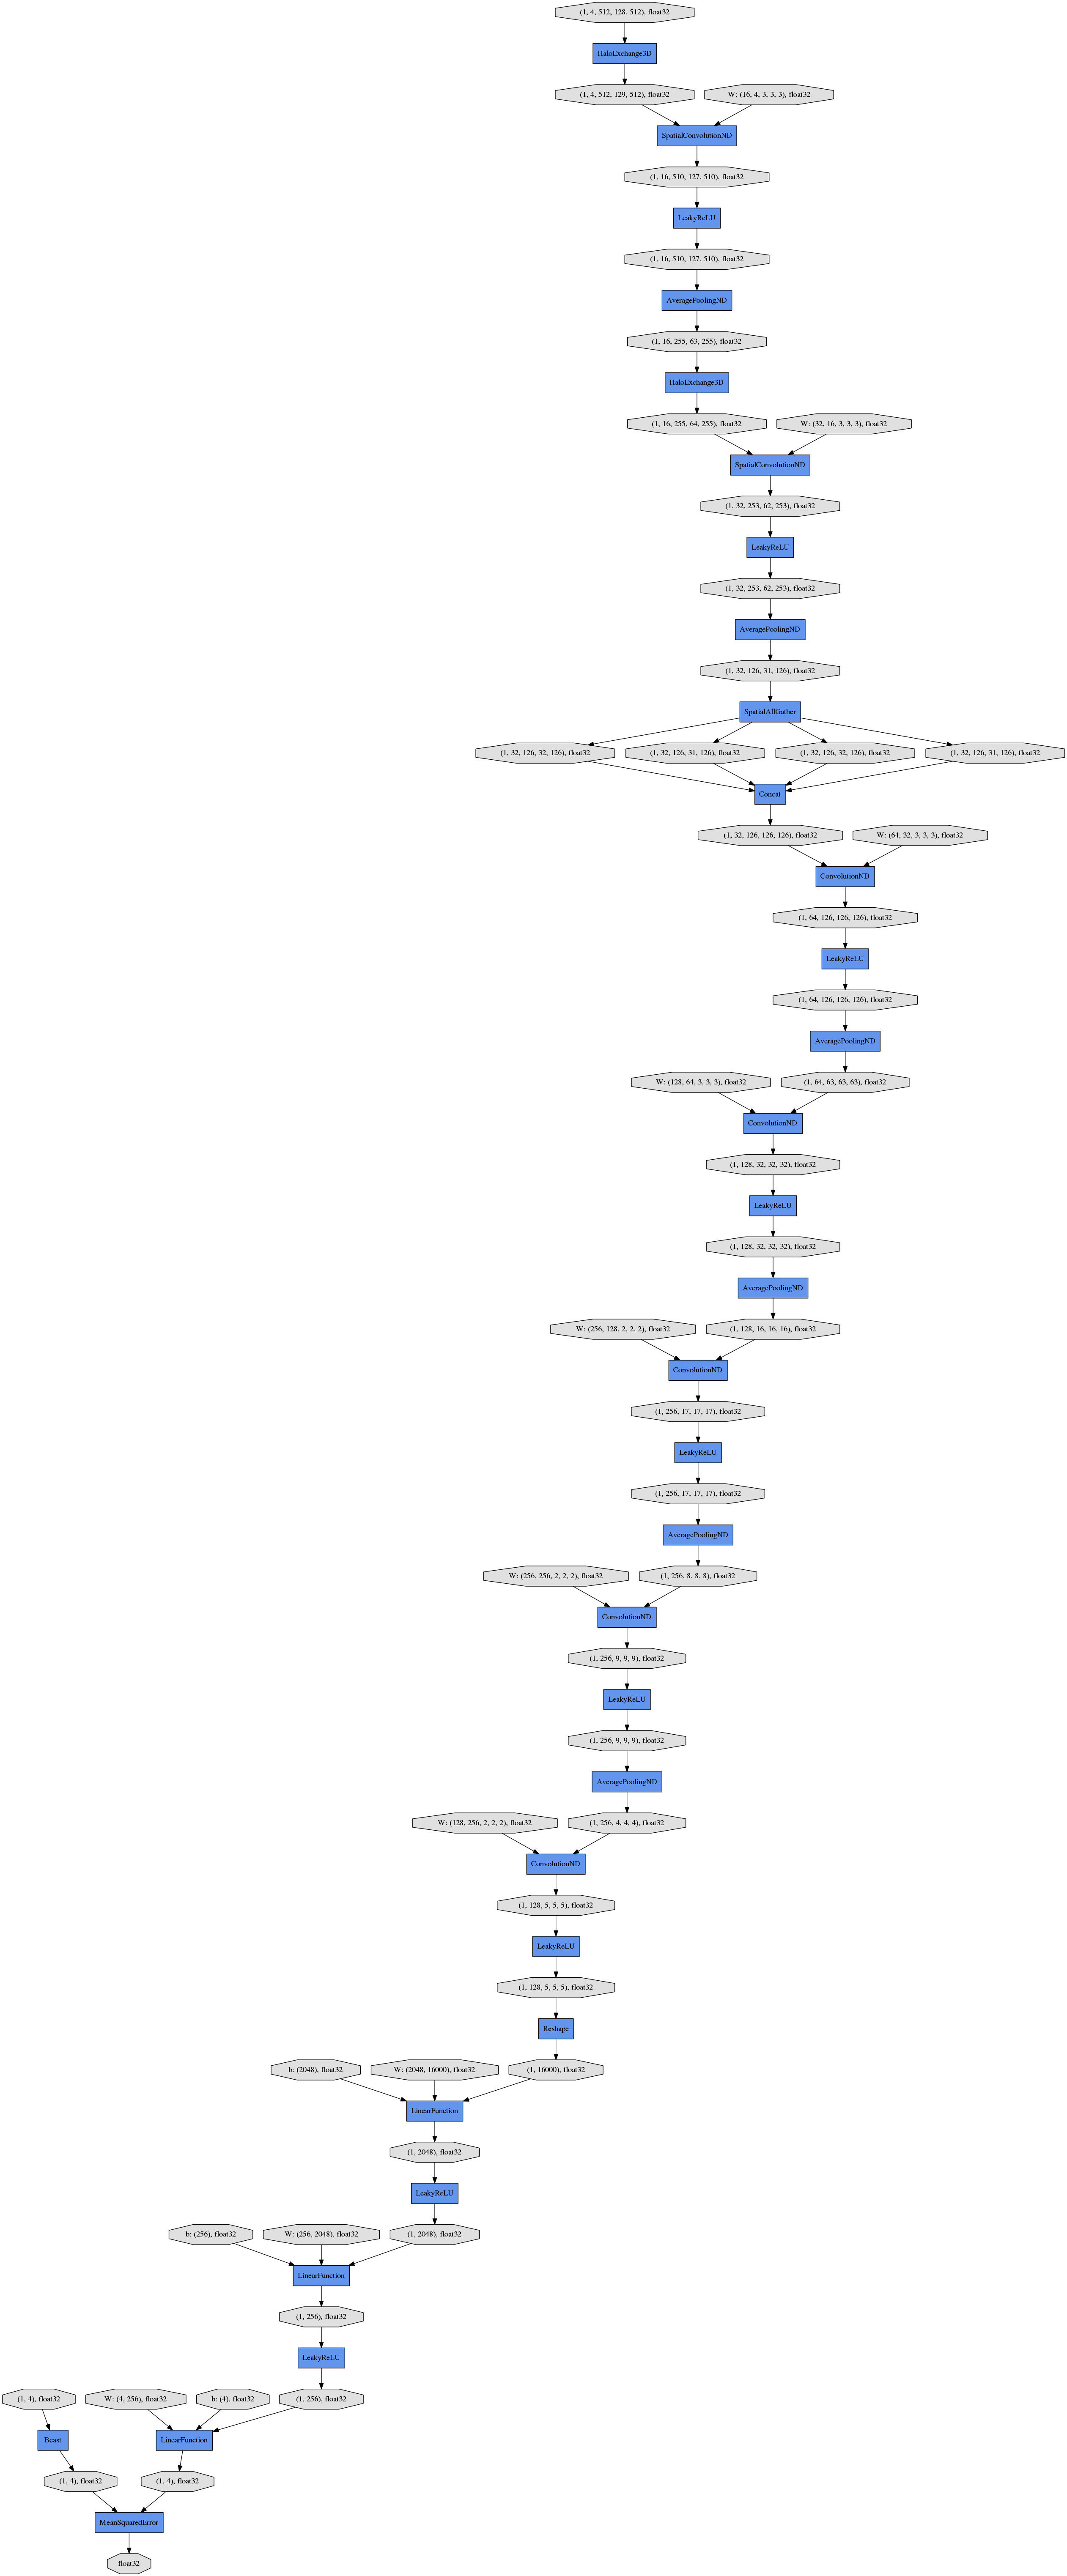 (1, 4, 512, 128, 512), float32
HaloExchange3D
(1, 4, 512, 129, 512), float32
W: (16, 4, 3, 3, 3), float32
SpatialConvolutionND
(1, 16, 510, 127, 510), float32
LeakyReLU
(1, 16, 510, 127, 510), float32
AveragePoolingND
(1, 16, 255, 63, 255), float32
HaloExchange3D
(1, 16, 255, 64, 255), float32
W: (32, 16, 3, 3, 3), float32
SpatialConvolutionND
(1, 32, 253, 62, 253), float32
LeakyReLU
(1, 32, 253, 62, 253), float32
AveragePoolingND
(1, 32, 126, 31, 126), float32
SpatialAllGather
(1, 32, 126, 32, 126), float32
(1, 32, 126, 31, 126), float32
(1, 32, 126, 32, 126), float32
(1, 32, 126, 31, 126), float32
Concat
(1, 32, 126, 126, 126), float32
W: (64, 32, 3, 3, 3), float32
ConvolutionND
(1, 64, 126, 126, 126), float32
LeakyReLU
(1, 64, 126, 126, 126), float32
AveragePoolingND
W: (128, 64, 3, 3, 3), float32
(1, 64, 63, 63, 63), float32
ConvolutionND
(1, 128, 32, 32, 32), float32
LeakyReLU
(1, 128, 32, 32, 32), float32
AveragePoolingND
W: (256, 128, 2, 2, 2), float32
(1, 128, 16, 16, 16), float32
ConvolutionND
(1, 256, 17, 17, 17), float32
LeakyReLU
(1, 256, 17, 17, 17), float32
AveragePoolingND
W: (256, 256, 2, 2, 2), float32
(1, 256, 8, 8, 8), float32
ConvolutionND
(1, 256, 9, 9, 9), float32
LeakyReLU
(1, 256, 9, 9, 9), float32
AveragePoolingND
W: (128, 256, 2, 2, 2), float32
(1, 256, 4, 4, 4), float32
ConvolutionND
(1, 128, 5, 5, 5), float32
LeakyReLU
(1, 128, 5, 5, 5), float32
Reshape
b: (2048), float32
W: (2048, 16000), float32
(1, 16000), float32
LinearFunction
(1, 2048), float32
LeakyReLU
b: (256), float32
W: (256, 2048), float32
(1, 2048), float32
LinearFunction
(1, 256), float32
LeakyReLU
(1, 4), float32
W: (4, 256), float32
b: (4), float32
(1, 256), float32
Bcast
LinearFunction
(1, 4), float32
(1, 4), float32
MeanSquaredError
float32